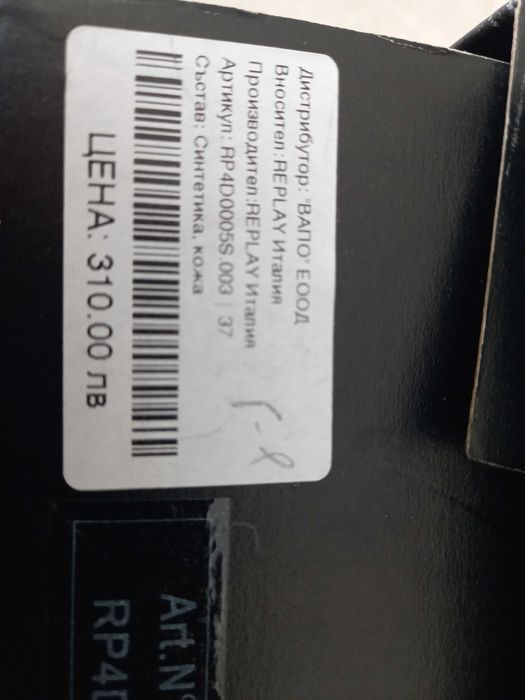 Дистрибутор: "ВАПО" ЕООД
Вносител:REPLAY Италия
Производител:REPLAY Италия
Артикул: RP4D0005S.003 | 37
Състав: Синтетика, кожа
ЦЕНА: 310.00 лв
Art.N°
RP4D